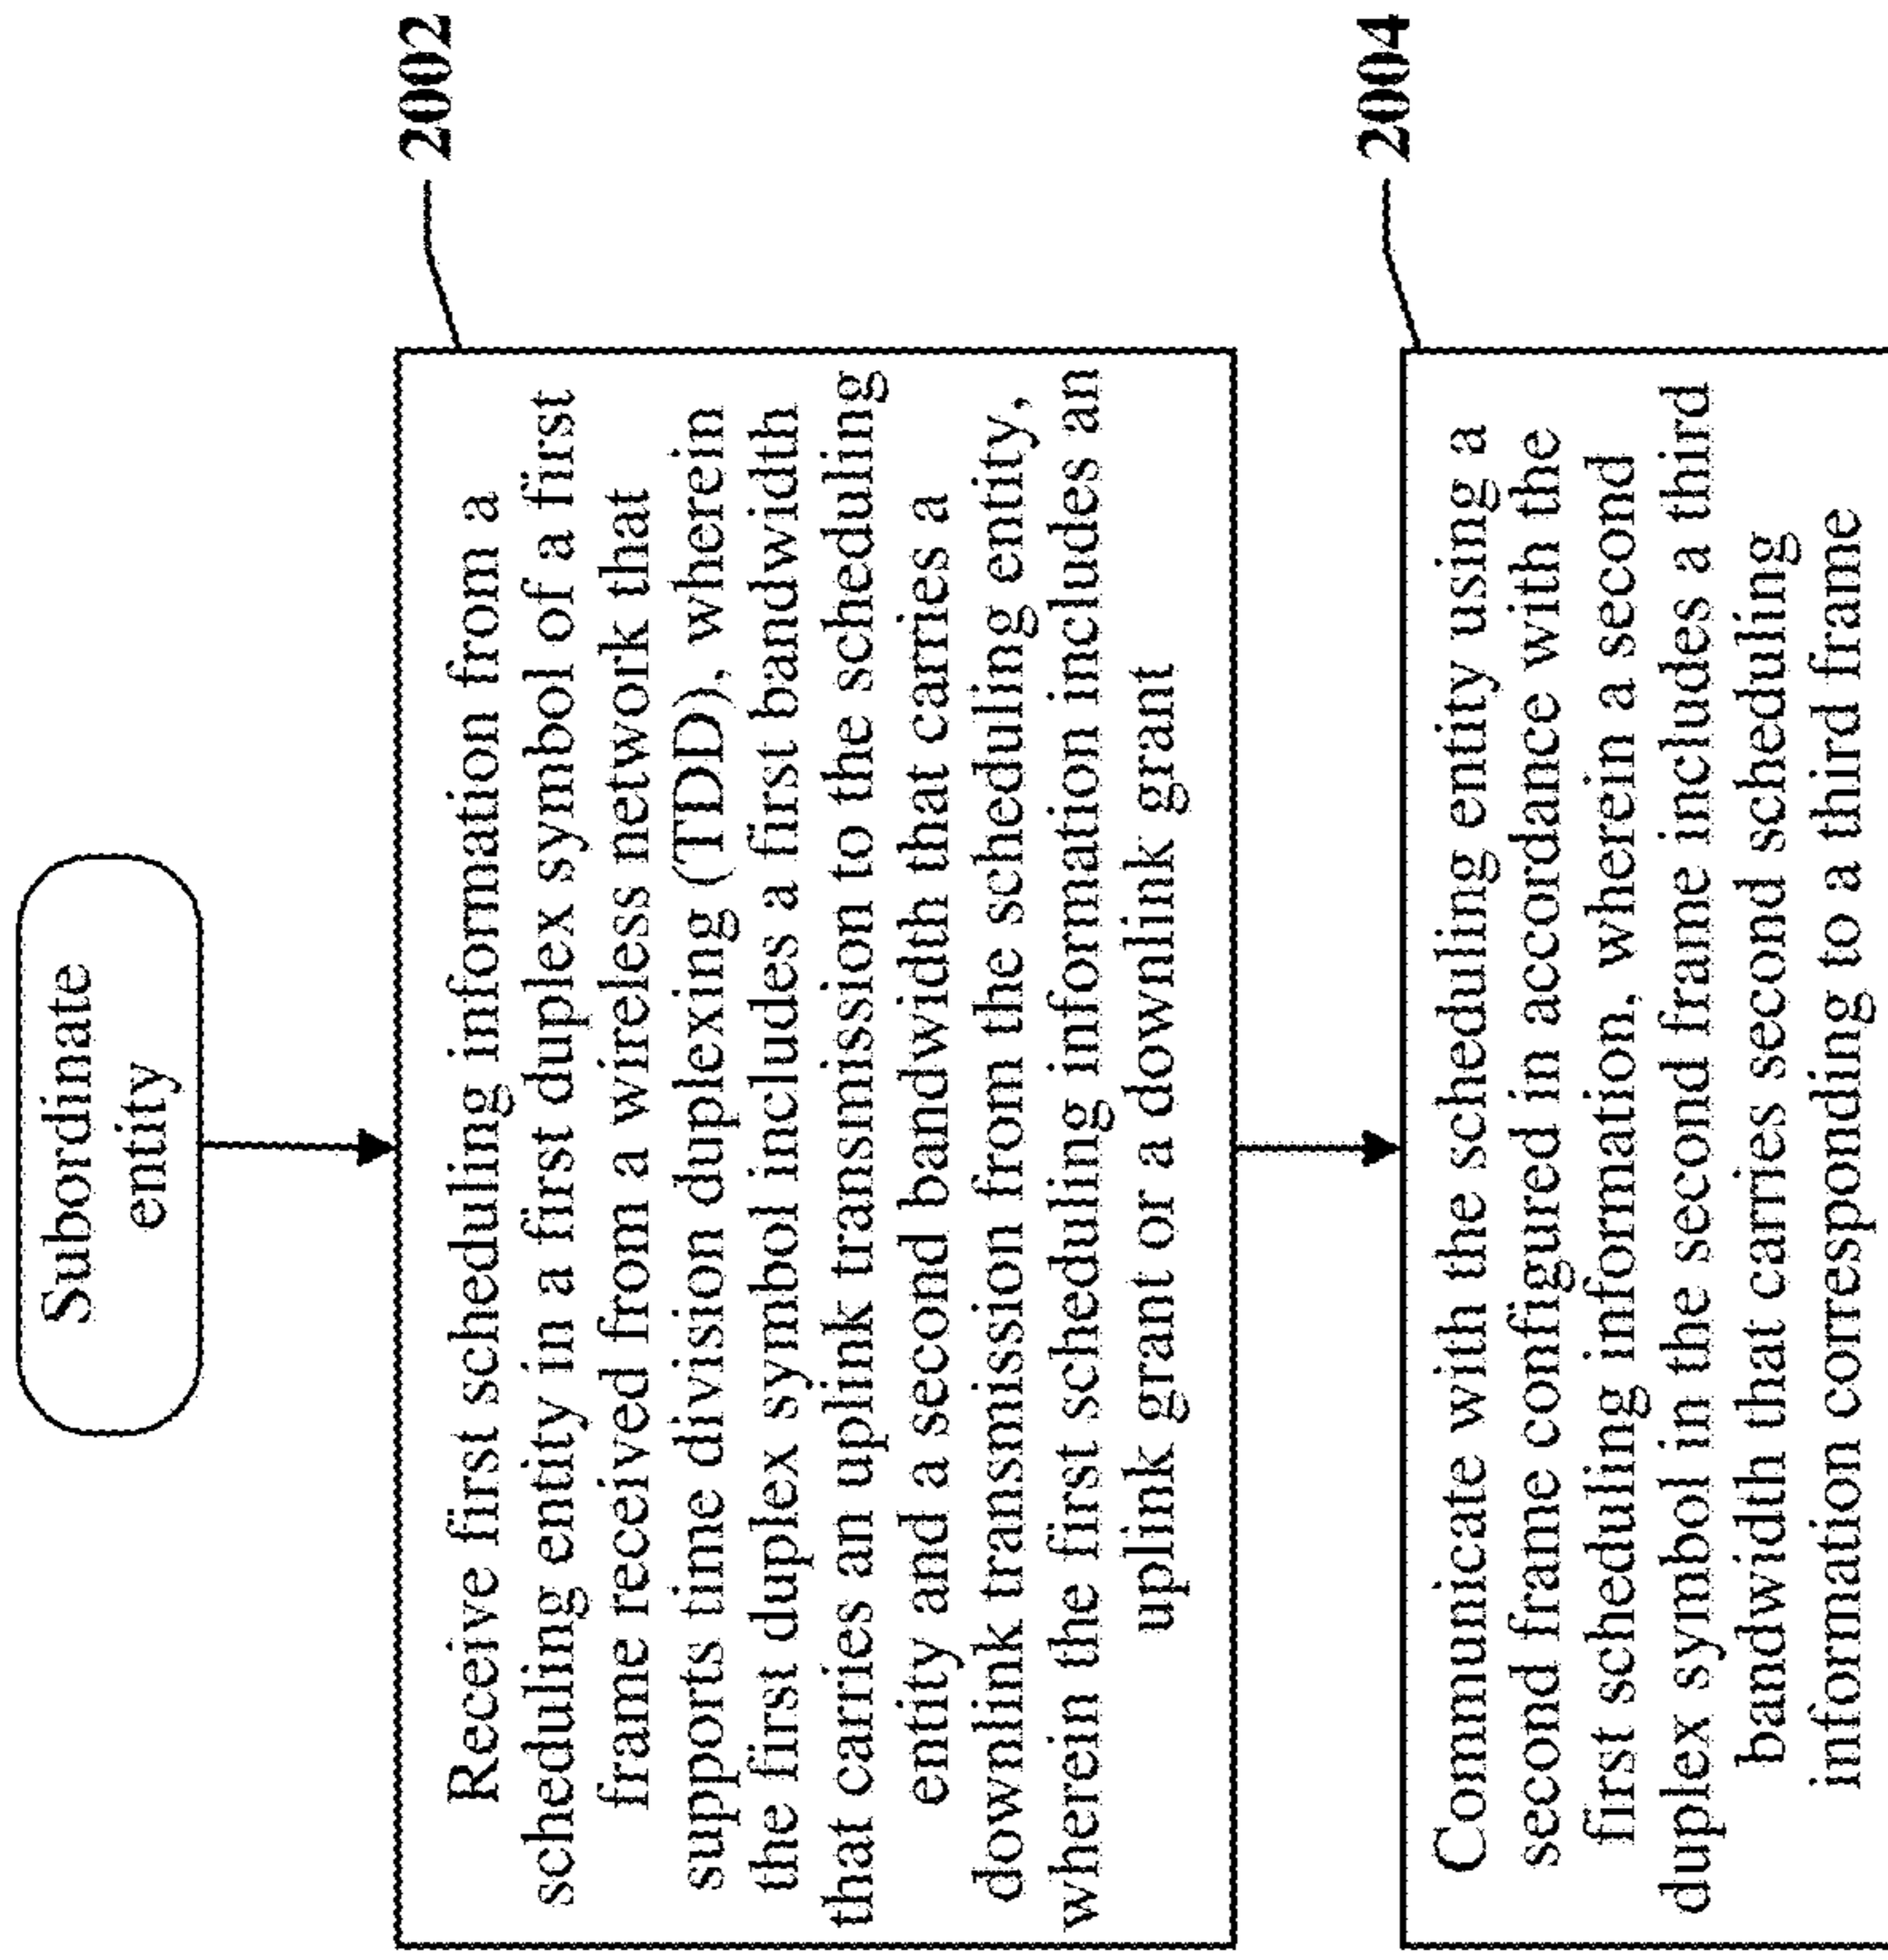 Subordinate
entity
2002
Receive first scheduling information from a
scheduling entity in a first duplex symbol of a first
frame received from a wireless network that
supports time division duplexing (TDD), wherein
the first duplex symbol includes a first bandwidth
that carries an uplink transmission to the scheduling
entity and a second bandwidth that carries a
downlink transmission from the scheduling entity,
wherein the first scheduling information includes an
uplink grant or a downlink grant
2004
Communicate with the scheduling entity using a
second frame configured in accordance with the
first scheduling information, wherein a second
duplex symbol in the second frame includes a third
bandwidth that carries second scheduling
information corresponding to a third frame